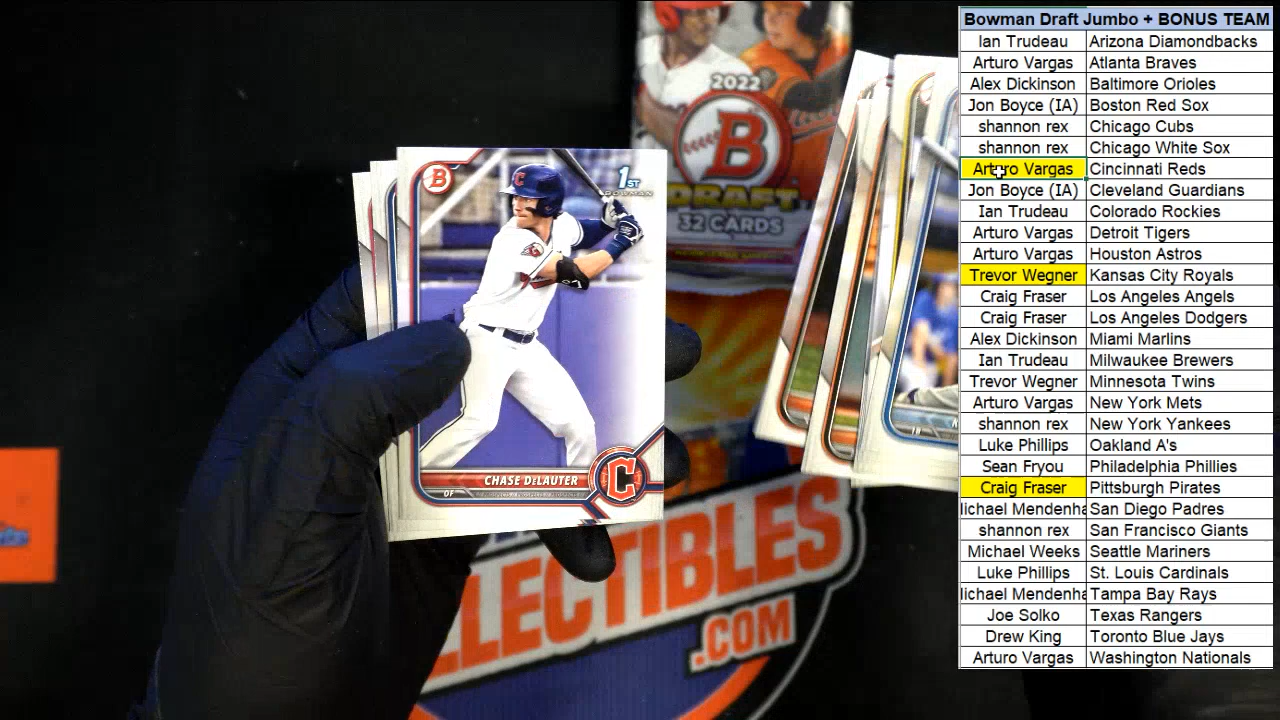 Bowman Draft Jumbo + BONUS TEAM
Ian Trudeau Arizona Diamondbacks
Arturo Vargas Atlanta Braves
Alex Dickinson Baltimore Orioles
Jon Boyce (IA) Boston Red Sox
shannon rex Chicago Cubs
shannon rex Chicago White Sox
Arturo Vargas Cincinnati Reds
Jon Boyce (IA) Cleveland Guardians
Ian Trudeau Colorado Rockies
Arturo Vargas Detroit Tigers
Arturo Vargas Houston Astros
Trevor Wegner Kansas City Royals
Craig Fraser Los Angeles Angels
Craig Fraser Los Angeles Dodgers
Alex Dickinson Miami Marlins
Ian Trudeau Milwaukee Brewers
Trevor Wegner Minnesota Twins
Arturo Vargas New York Mets
shannon rex New York Yankees
Luke Phillips Oakland A's
Sean Fryou Philadelphia Phillies
Craig Fraser Pittsburgh Pirates
lichael Mendenha San Diego Padres
shannon rex San Francisco Giants
Michael Weeks Seattle Mariners
Luke Phillips St. Louis Cardinals
lichael Mendenha Tampa Bay Rays
Joe Solko Texas Rangers
Drew King Toronto Blue Jays
Arturo Vargas Washington Nationals
2022
B
DRAFT
32 CARDS
B
1ST
BOWMAN
C
CHASE DeLAUTER
OF
C
LLECTIBLES
.COM